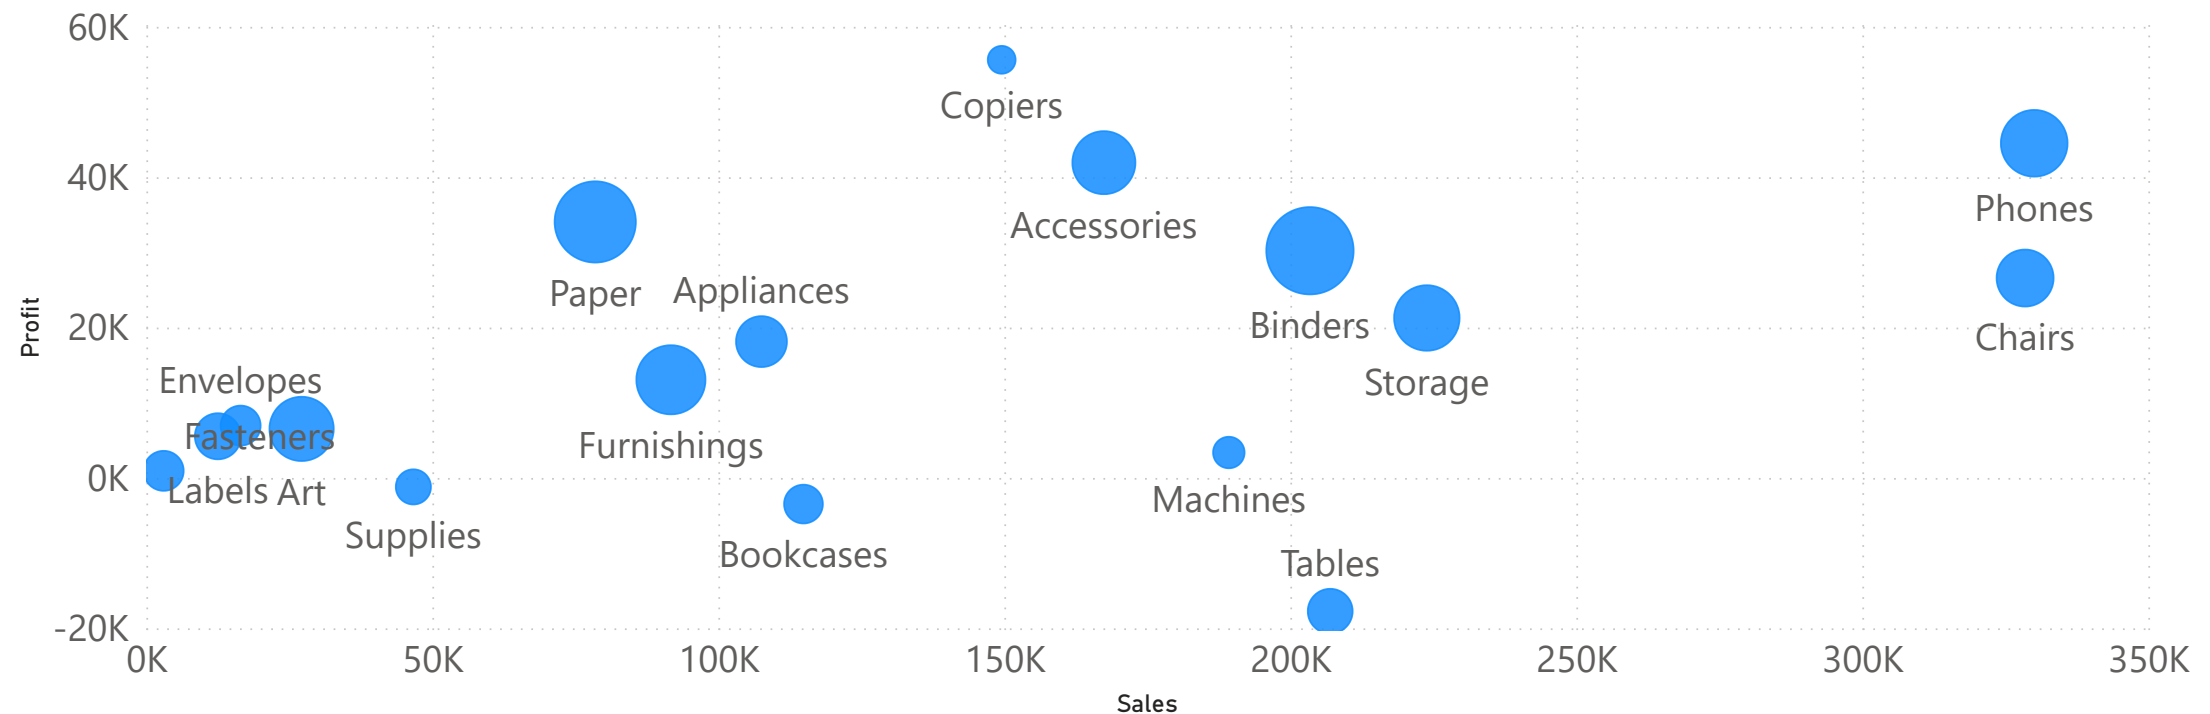 60K
Copiers
Phones
40K
Accessories
Paper
Appliances
Binders
20K
Chairs
Profit
Envelopes
Storage
Fasteners
Furnishings
0K
Labels
Art
Machines
Supplies
Bookcases
Tables
-20K
0K 50K 100K 150K 200K 250K 300K 350K
Sales